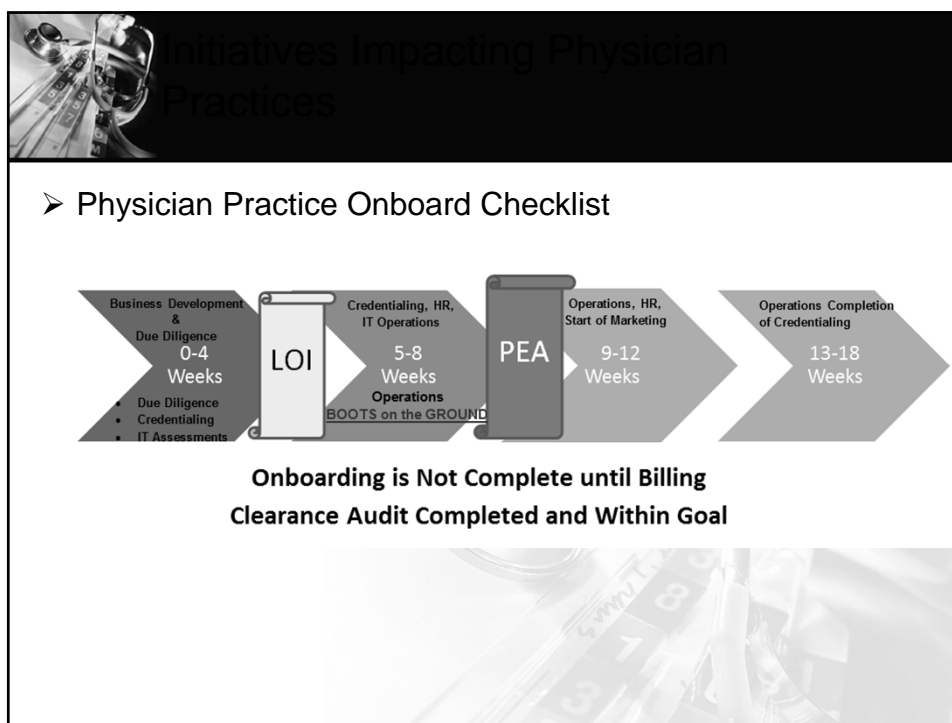 Initiatives Impacting Physician
Practices
➢ Physician Practice Onboard Checklist
Business Development
&
Due Diligence
0-4
Weeks
• Due Diligence
• Credentialing
• IT Assessments
LOI
Credentialing, HR,
IT Operations
5-8
Weeks
Operations
BOOTS on the GROUND
PEA
Operations, HR,
Start of Marketing
9-12
Weeks
Operations Completion
of Credentialing
13-18
Weeks
Onboarding is Not Complete until Billing
Clearance Audit Completed and Within Goal